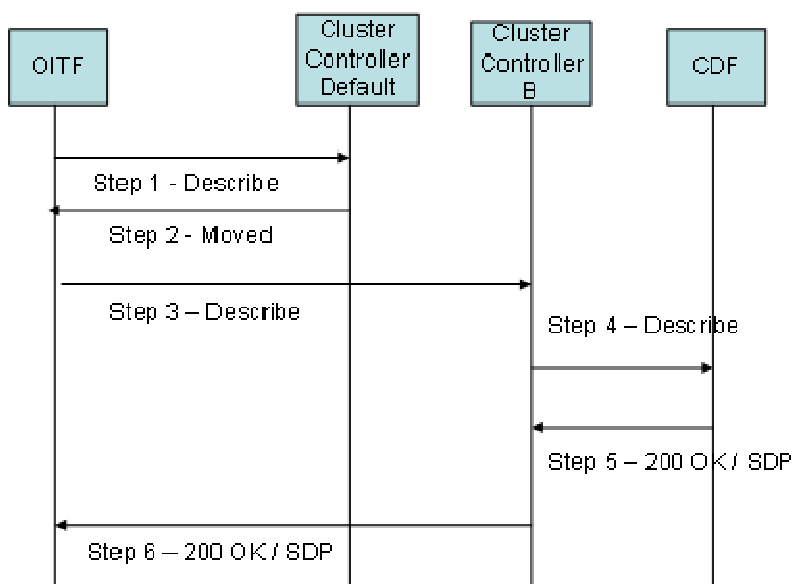 OITF
Cluster
Controller
Default
Cluster
Controller
B
CDF
Step 1 - Describe
Step 2 - Moved
Step 3 – Describe
Step 4 – Describe
Step 5 – 200 OK / SDP
Step 6 – 200 OK / SDP